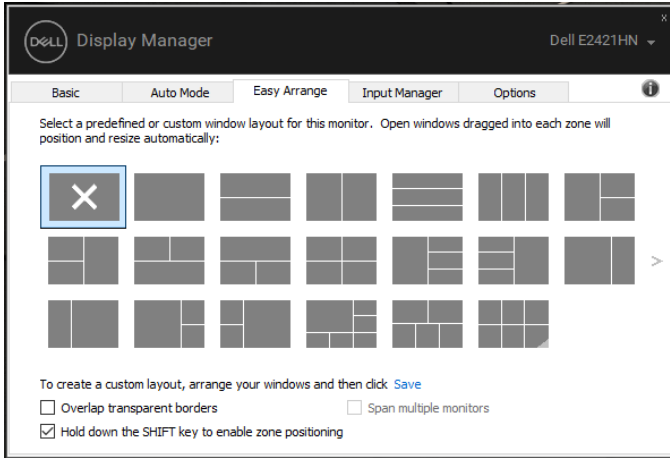 DELL Display Manager
Dell E2421HN
Basic Auto Mode Easy Arrange Input Manager Options
Select a predefined or custom window layout for this monitor. Open windows dragged into each zone will
position and resize automatically:
To create a custom layout, arrange your windows and then click Save
Overlap transparent borders Span multiple monitors
Hold down the SHIFT key to enable zone positioning